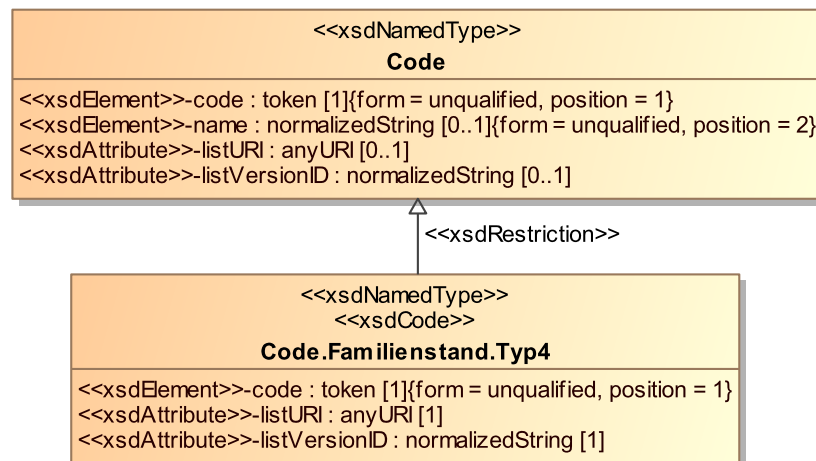 <<xsdNamedType>>
Code
<<xsdElement>>-code : token [1]{form = unqualified, position = 1}
<<xsdElement>>-name : normalizedString [0..1]{form = unqualified, position = 2}
<<xsdAttribute>>-listURI : anyURI [0..1]
<<xsdAttribute>>-listVersionID : normalizedString [0..1]
<<xsdRestriction>>
<<xsdNamedType>>
<<xsdCode>>
Code.Familienstand.Typ4
<<xsdElement>>-code : token [1]{form = unqualified, position = 1}
<<xsdAttribute>>-listURI : anyURI [1]
<<xsdAttribute>>-listVersionID : normalizedString [1]